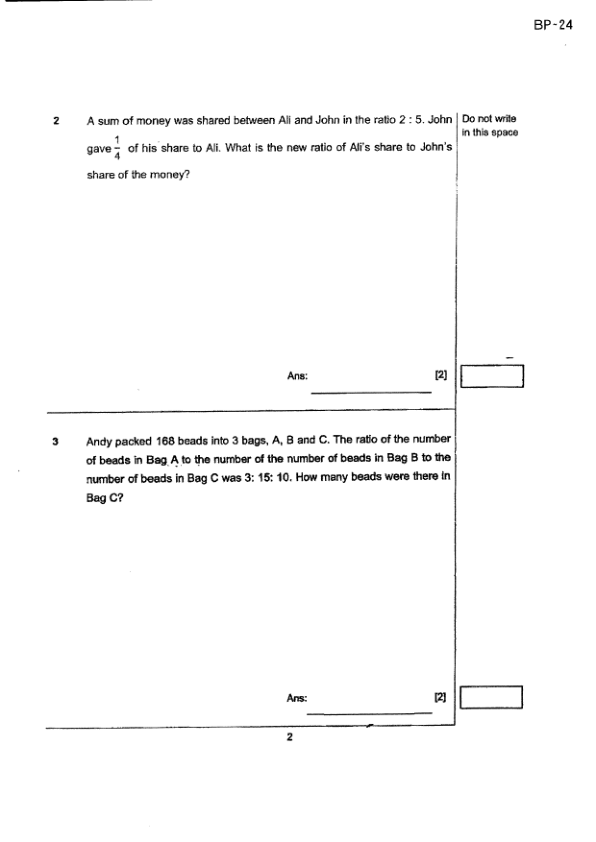 BP-24
2 A sum of money was shared between Ali and John in the ratio 2 : 5. John
gave 1/4 of his share to Ali. What is the new ratio of Ali's share to John's
share of the money?
Do not write
in this space
Ans: [2]
3 Andy packed 168 beads into 3 bags, A, B and C. The ratio of the number
of beads in Bag A to the number of the number of beads in Bag B to the
number of beads in Bag C was 3: 15: 10. How many beads were there in
Bag C?
Ans: [2]
2